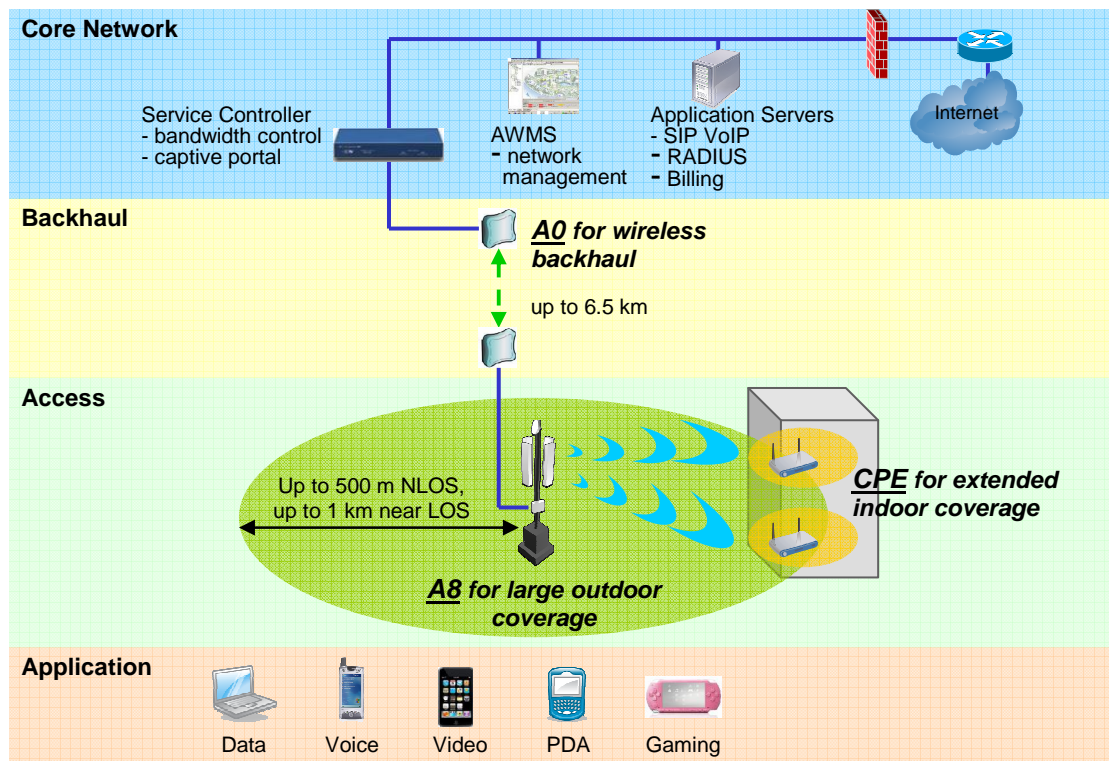 Core Network
Service Controller
- bandwidth control
- captive portal
AWMS
- network
management
Application Servers
- SIP VoIP
- RADIUS
- Billing
Internet
Backhaul
A0 for wireless
backhaul
up to 6.5 km
Access
Up to 500 m NLOS,
up to 1 km near LOS
CPE for extended
indoor coverage
A8 for large outdoor
coverage
Application
Data
Voice
Video
PDA
Gaming